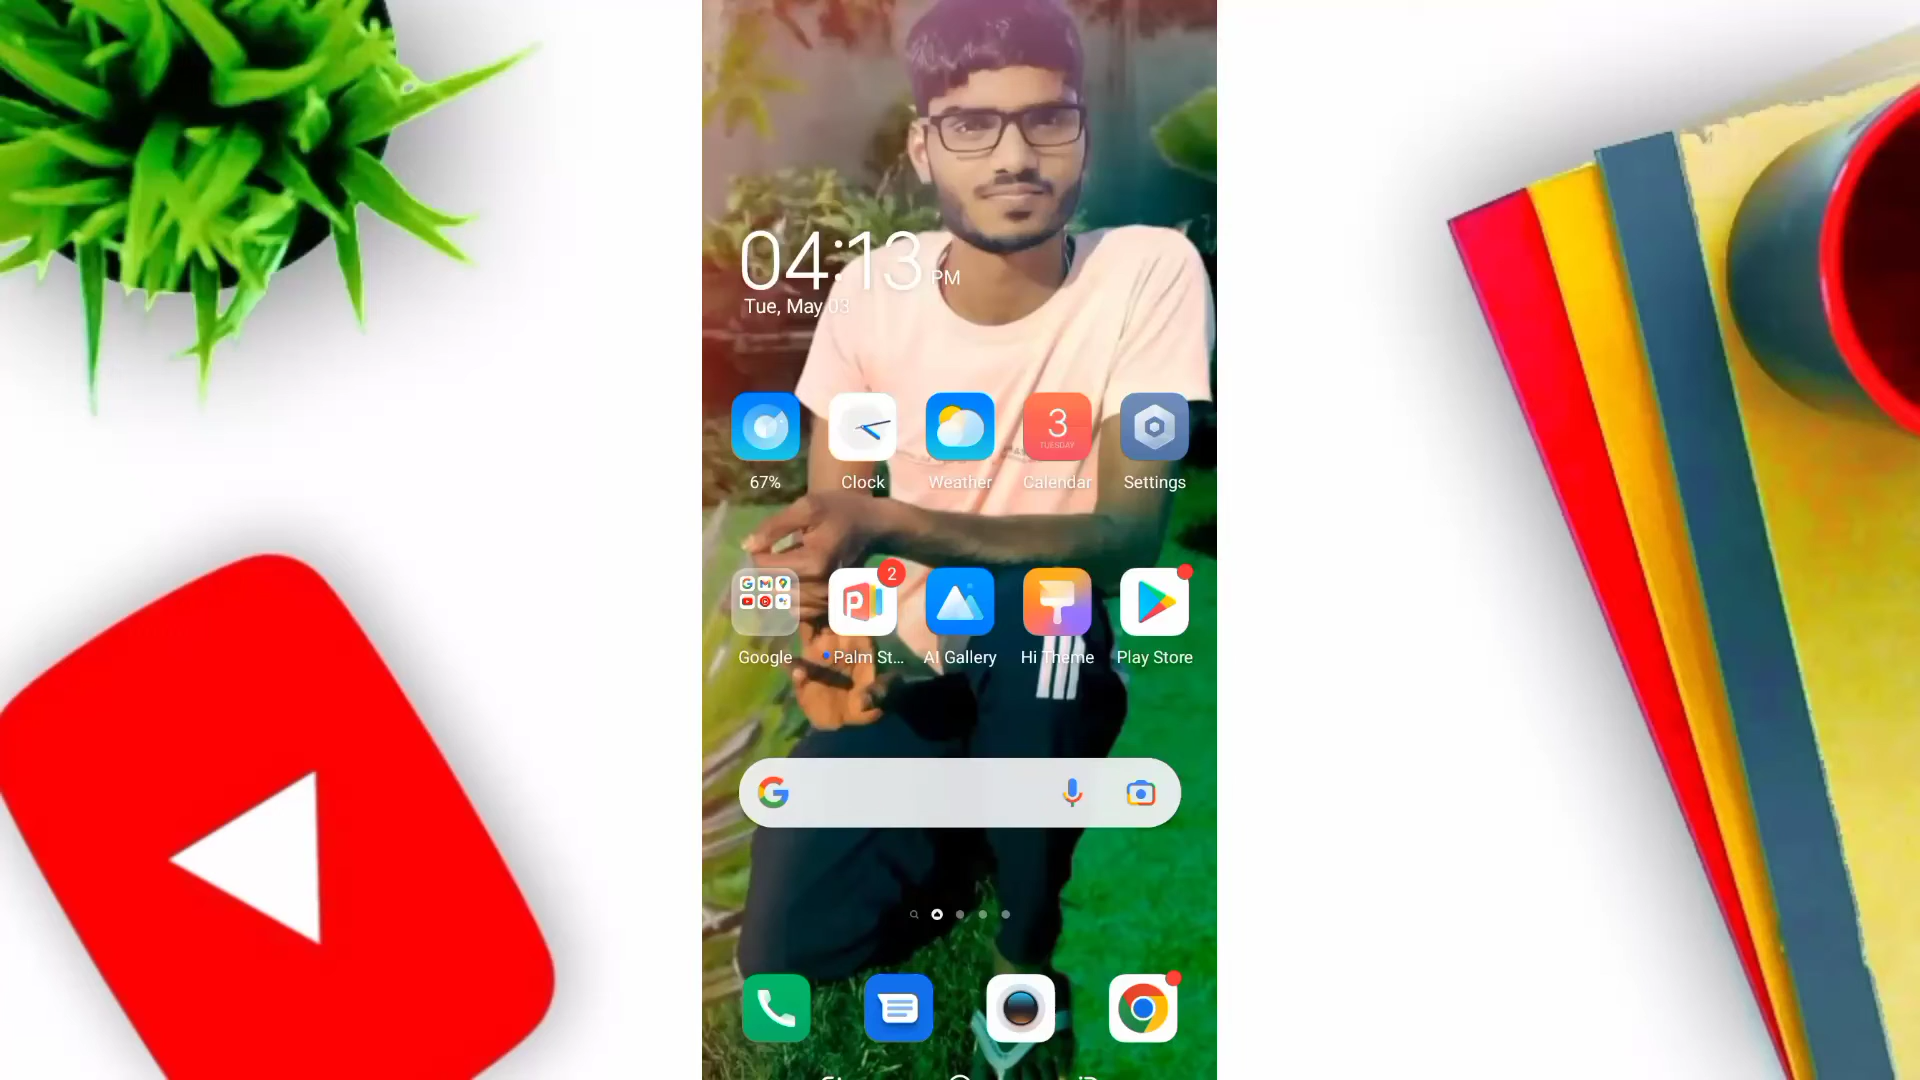 04:13 PM
Tue, May 03
67%
Clock
Weather
3
TUESDAY
Calendar
Settings
Google
2
Palm St...
AI Gallery
Hi Theme
Play Store